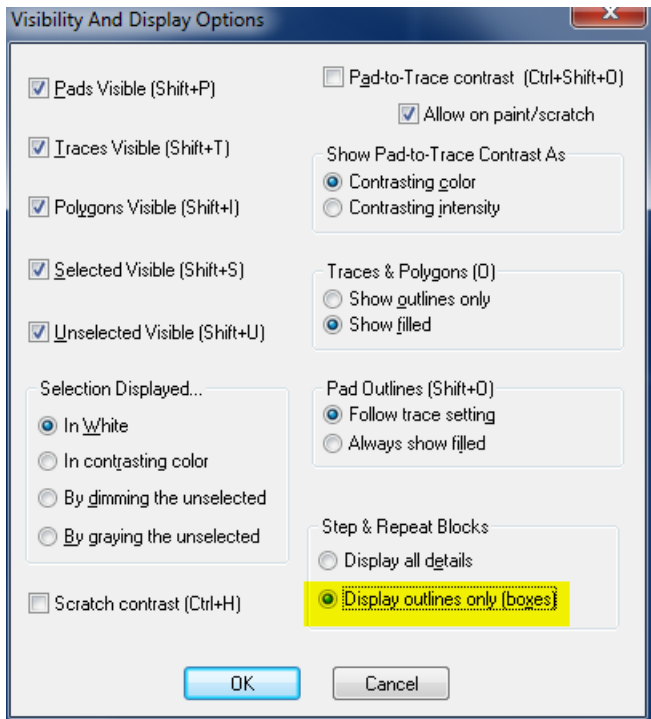 Visibility And Display Options
Pads Visible (Shift+P)
Traces Visible (Shift+T)
Polygons Visible (Shift+I)
Selected Visible (Shift+S)
Unselected Visible (Shift+U)
Selection Displayed...
In White
In contrasting color
By dimming the unselected
By graying the unselected
Scratch contrast (Ctrl+H)
Pad-to-Trace contrast (Ctrl+Shift+O)
Allow on paint/scratch
Show Pad-to-Trace Contrast As
Contrasting color
Contrasting intensity
Traces & Polygons (O)
Show outlines only
Show filled
Pad Outlines (Shift+O)
Follow trace setting
Always show filled
Step & Repeat Blocks
Display all details
Display outlines only (boxes)
OK
Cancel